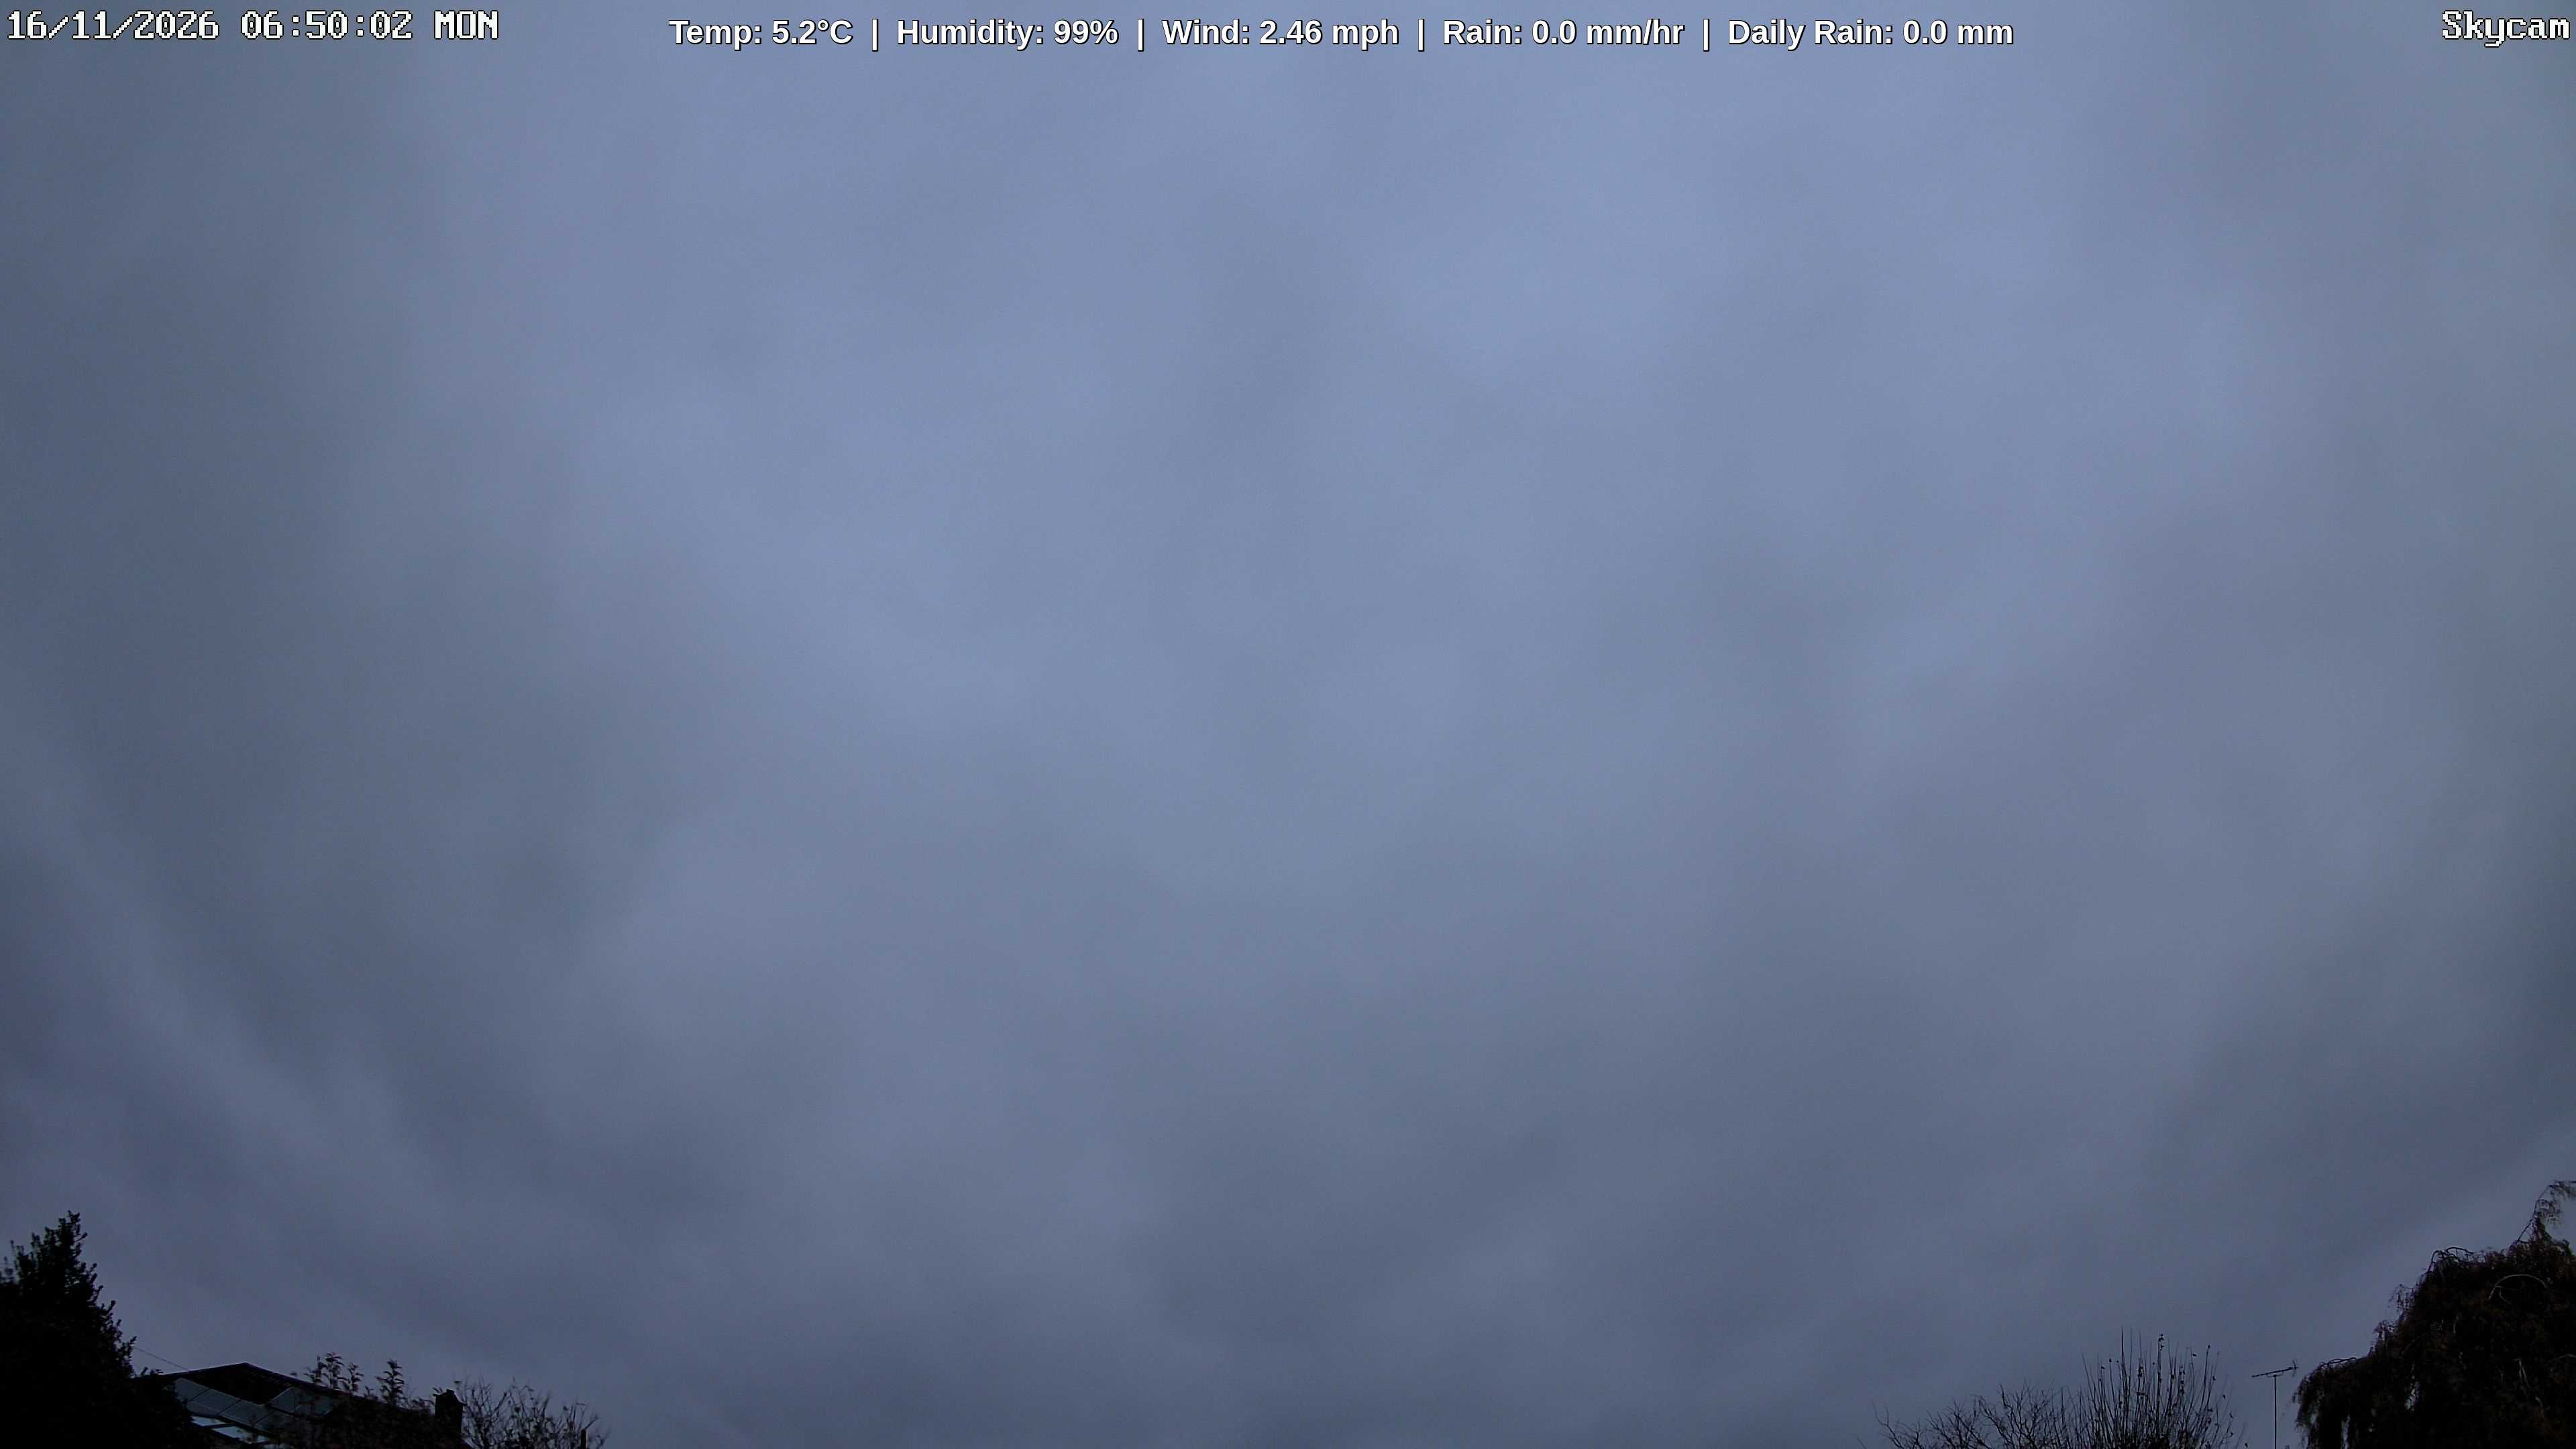 16/11/2026 06:50:02 MON
Temp: 5.2°C | Humidity: 99% | Wind: 2.46 mph | Rain: 0.0 mm/hr | Daily Rain: 0.0 mm
Skycam